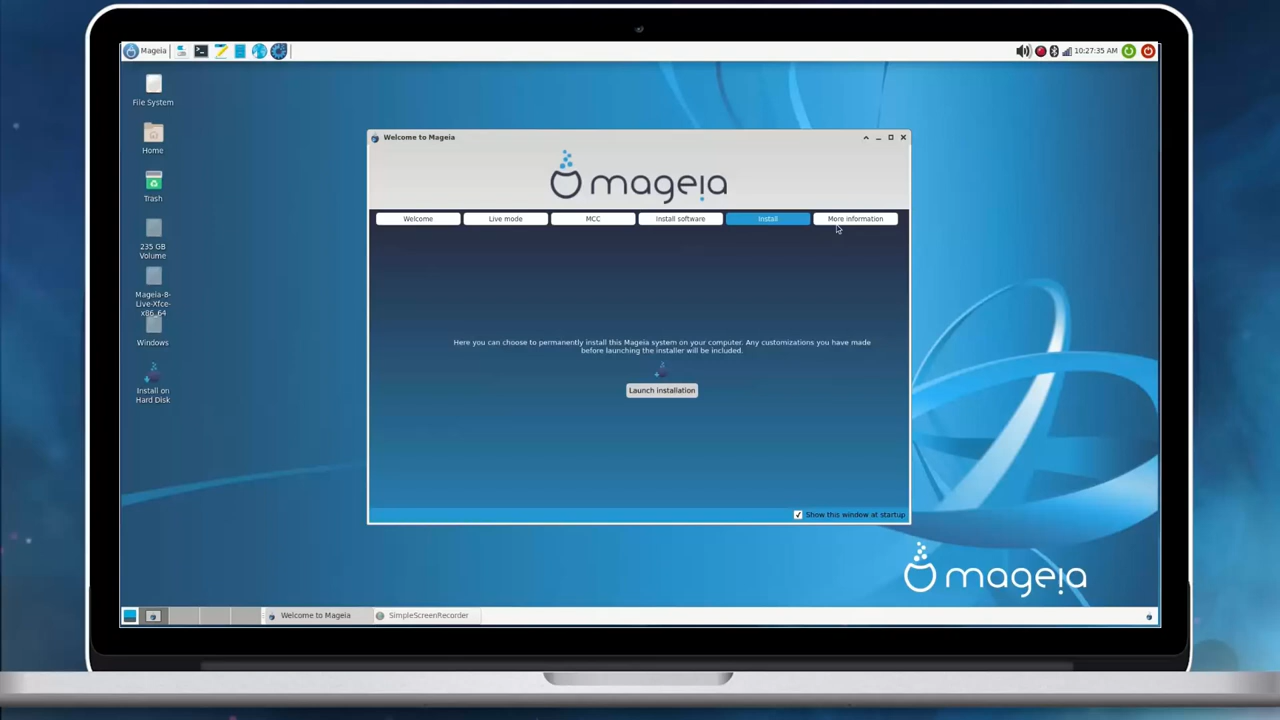 Mageia
10:27:35 AM
File System
Home
Trash
235 GB
Volume
Mageia-8-
Live-Xfce-
x86_64
Windows
Install on
Hard Disk
Welcome to Mageia
mageia
Welcome
Live mode
MCC
Install software
Install
More information
Here you can choose to permanently install this Mageia system on your computer. Any customizations you have made
before launching the installer will be included.
Launch installation
Show this window at startup
mageia
Welcome to Mageia
SimpleScreenRecorder